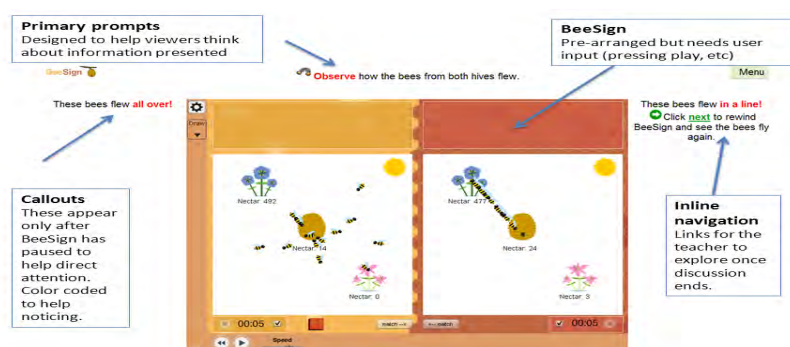 Primary prompts
Designed to help viewers think
about information presented
BeeSign
Pre-arranged but needs user
input (pressing play, etc)
BeeSign
Observe how the bees from both hives flew.
Menu
These bees flew all over!
These bees flew in a line!
Click next to rewind
BeeSign and see the bees fly
again.
Nectar: 492
Nectar: 14
Nectar: 0
Nectar: 477
Nectar: 24
Nectar: 3
Callouts
These appear
only after
BeeSign has
paused to
help direct
attention.
Color coded
to help
noticing.
Inline
navigation
Links for the
teacher to
explore once
discussion
ends.
00:05
match -->
<-- match
00:05
Speed